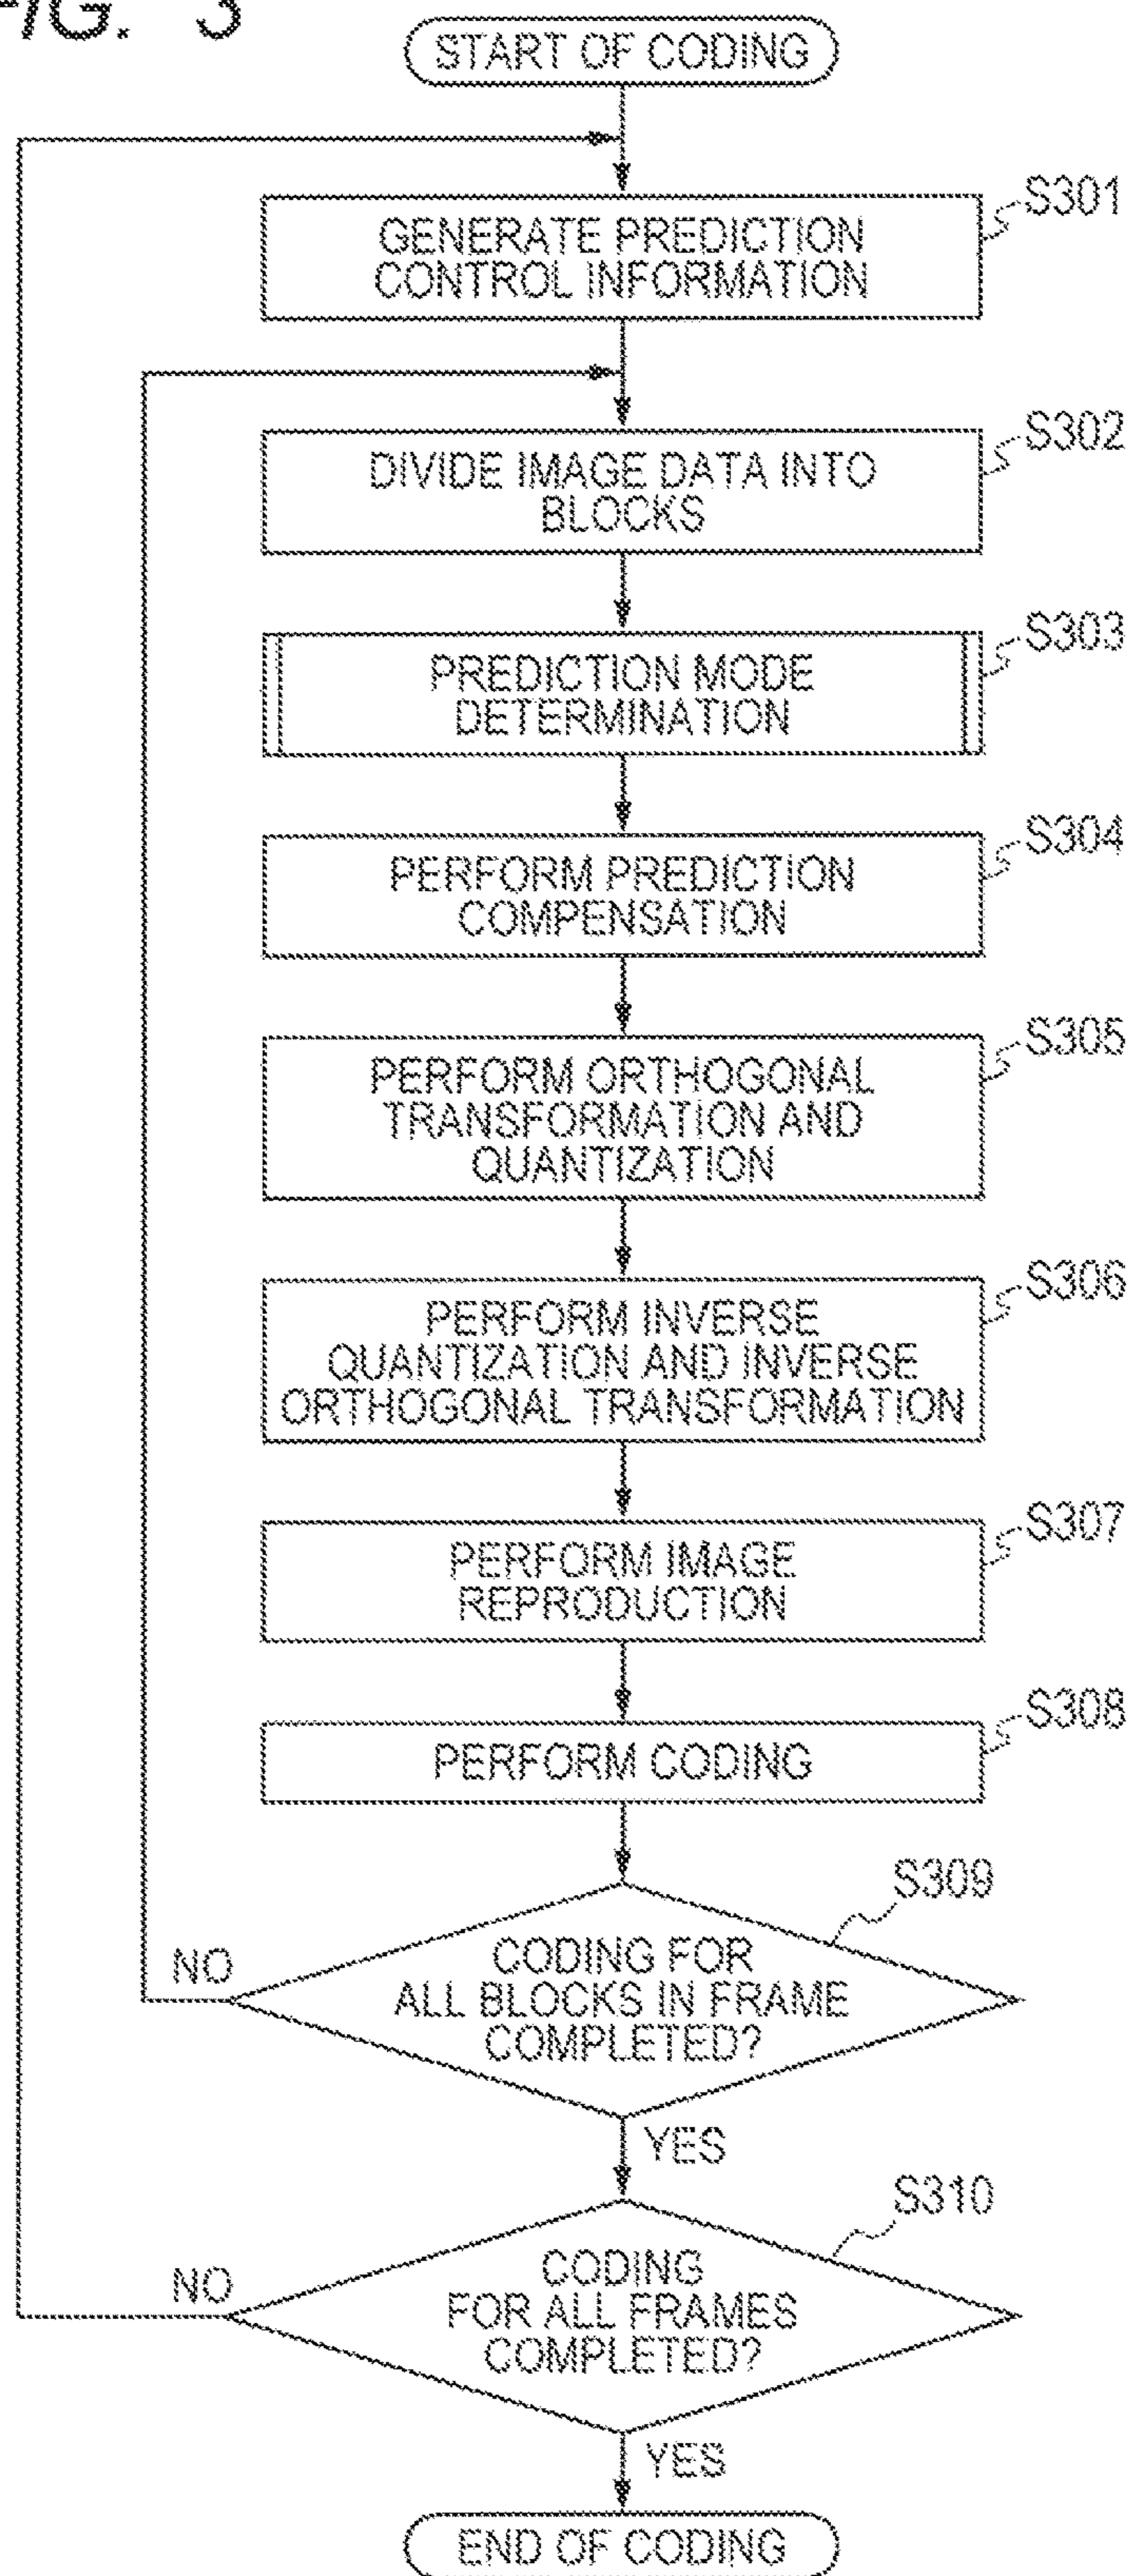 FIG. 3
START OF CODING
S301
GENERATE PREDICTION
CONTROL INFORMATION
S302
DIVIDE IMAGE DATA INTO
BLOCKS
S303
PREDICTION MODE
DETERMINATION
S304
PERFORM PREDICTION
COMPENSATION
S305
PERFORM ORTHOGONAL
TRANSFORMATION AND
QUANTIZATION
S306
PERFORM INVERSE
QUANTIZATION AND INVERSE
ORTHOGONAL TRANSFORMATION
S307
PERFORM IMAGE
REPRODUCTION
S308
PERFORM CODING
S309
NO
CODING FOR
ALL BLOCKS IN FRAME
COMPLETED?
YES
S310
NO
CODING
FOR ALL FRAMES
COMPLETED?
YES
END OF CODING